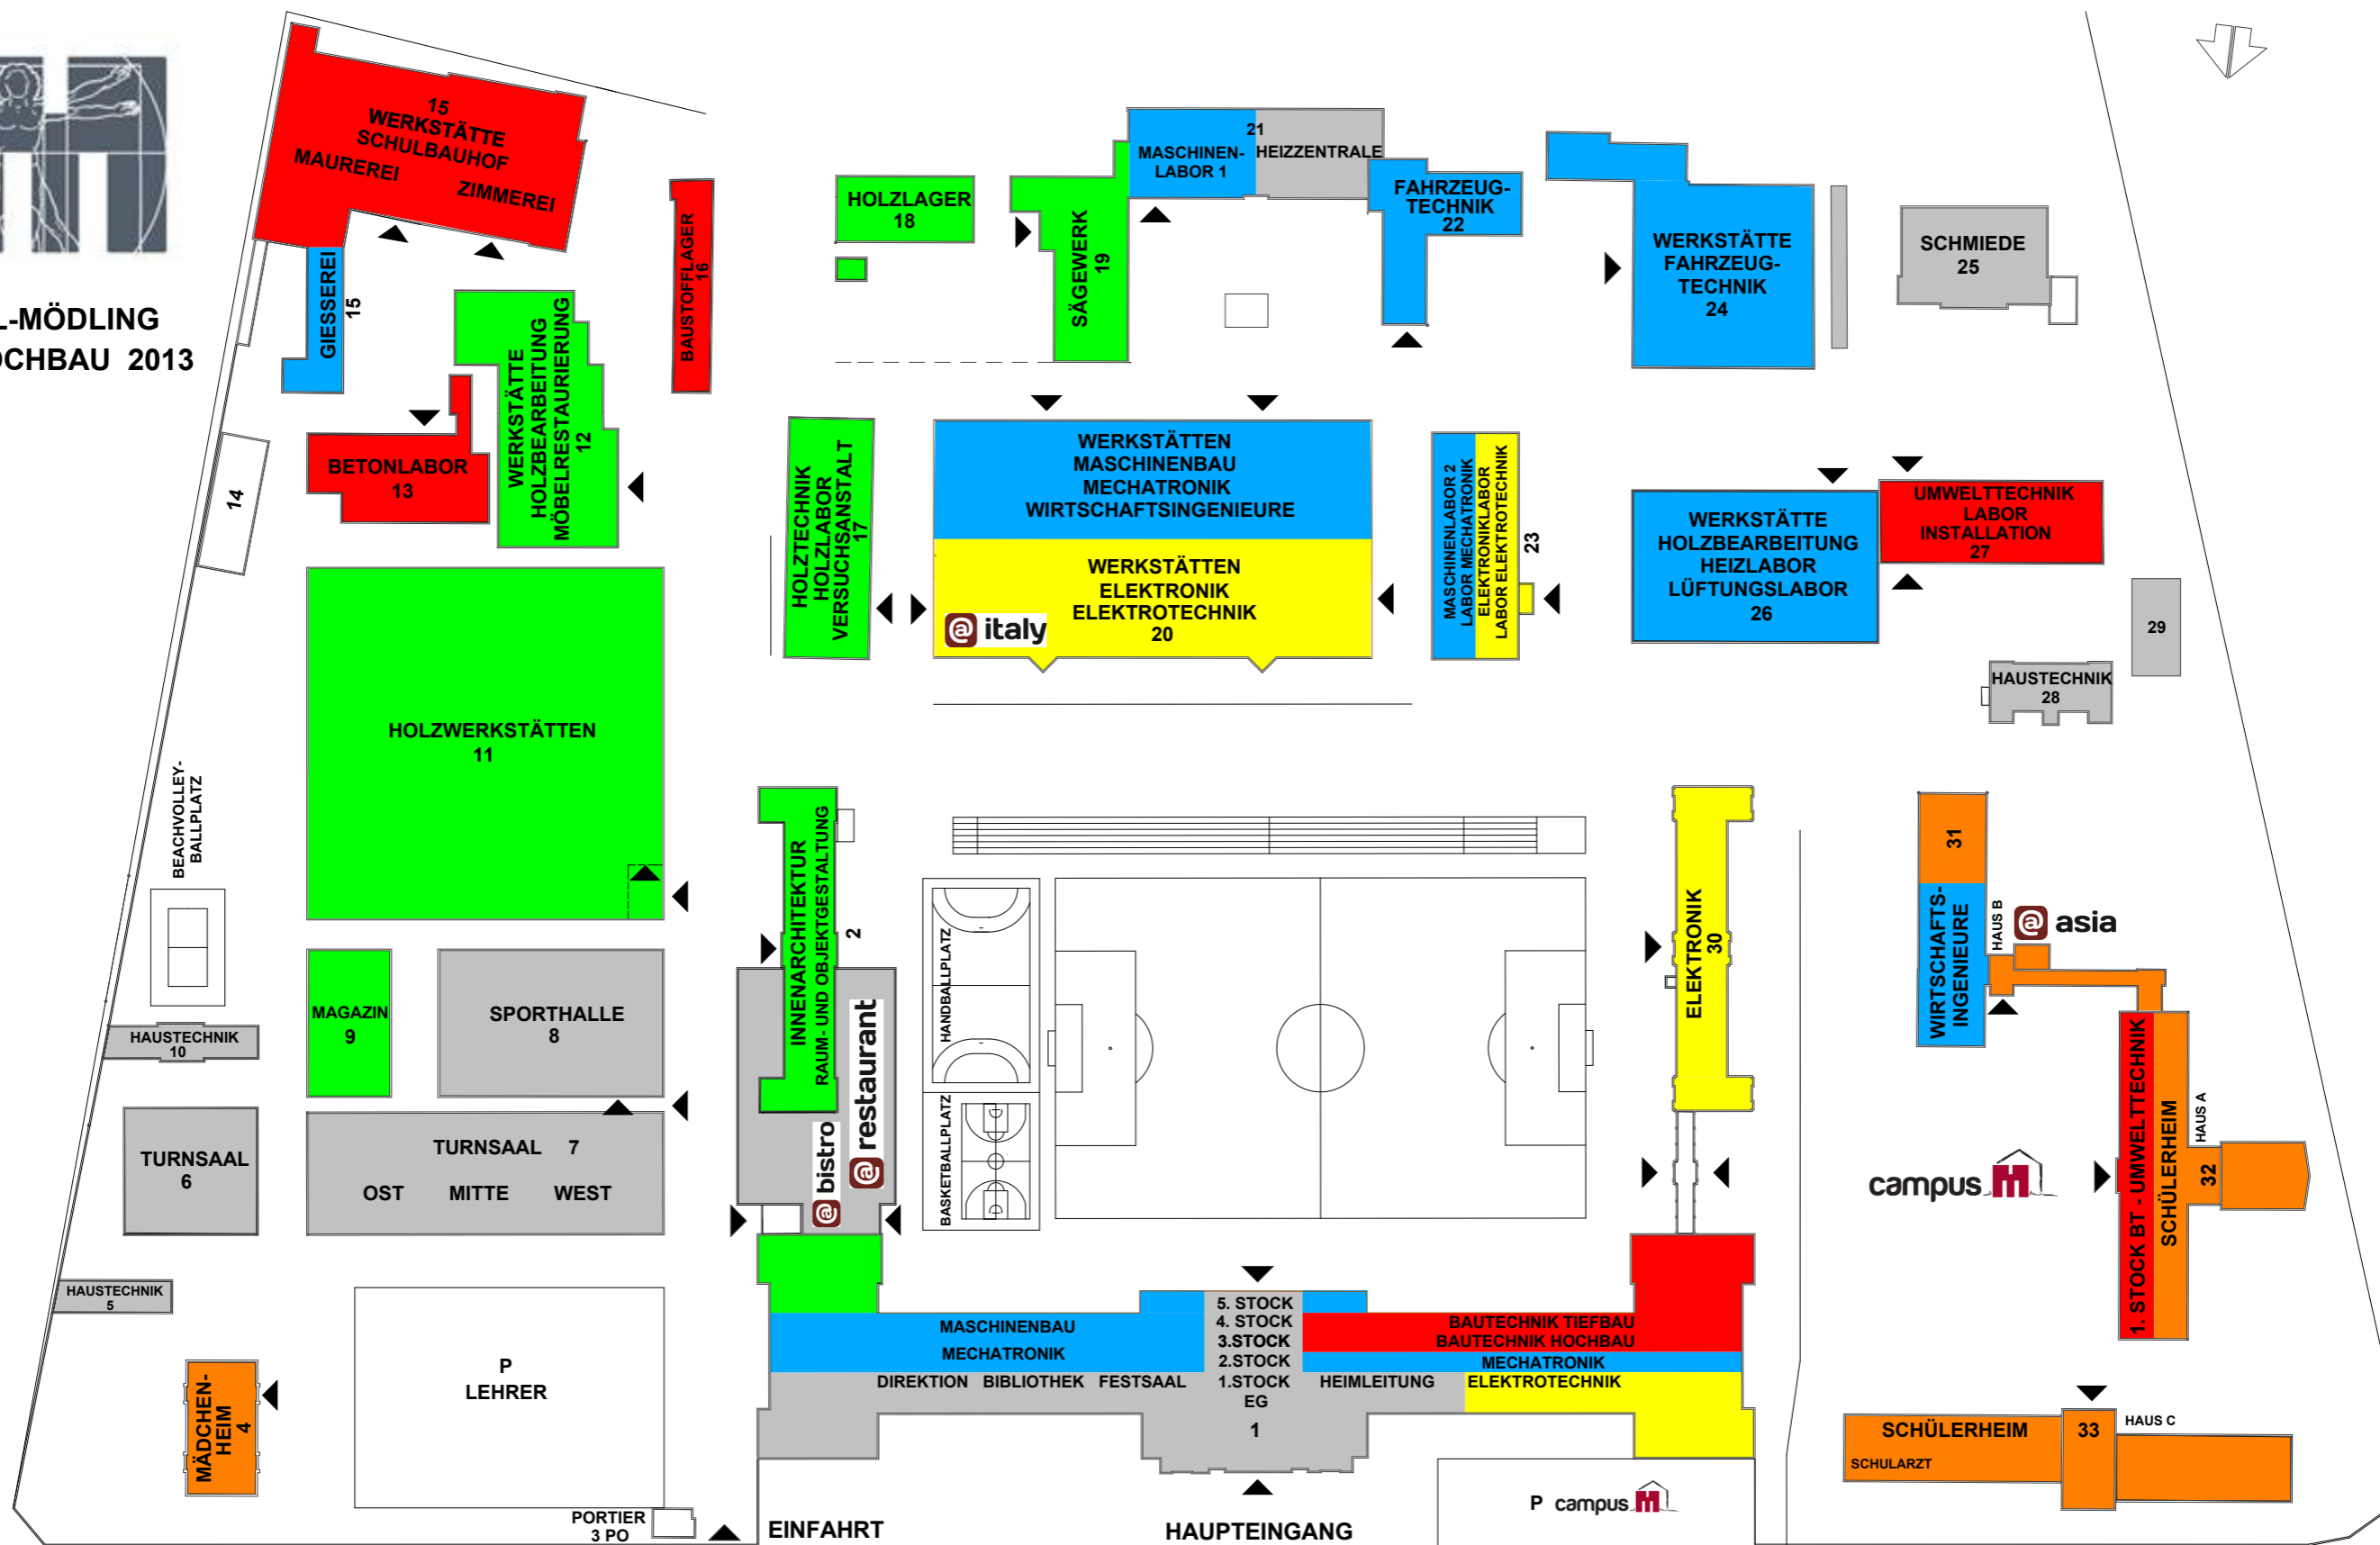 L-MÖDLING
OCHBAU 2013
15
WERKSTÄTTE
SCHULBAUHOF
MAUREREI
ZIMMEREI
GIESSEREI
15
BAUSTOFFLAGER
16
WERKSTÄTTE
HOLZBEARBEITUNG
MÖBELRESTAURIERUNG
12
BETONLABOR
13
14
HOLZLAGER
18
SÄGEWERK
19
21
MASCHINEN-
LABOR 1
HEIZZENTRALE
FAHRZEUG-
TECHNIK
22
WERKSTÄTTE
FAHRZEUG-
TECHNIK
24
SCHMIEDE
25
HOLZTECHNIK
HOLZLABOR
VERSUCHSANSTALT
17
WERKSTÄTTEN
MASCHINENBAU
MECHATRONIK
WIRTSCHAFTSINGENIEURE
WERKSTÄTTEN
ELEKTRONIK
ELEKTROTECHNIK
20
@ italy
MASCHINENLABOR 2
LABOR MECHATRONIK
ELEKTRONIKLABOR
LABOR ELEKTROTECHNIK
23
WERKSTÄTTE
HOLZBEARBEITUNG
HEIZLABOR
LÜFTUNGSLABOR
26
UMWELTTECHNIK
LABOR
INSTALLATION
27
29
HAUSTECHNIK
28
HOLZWERKSTÄTTEN
11
BEACHVOLLEY-
BALLPLATZ
HAUSTECHNIK
10
MAGAZIN
9
SPORTHALLE
8
TURNSAAL
6
TURNSAAL 7
OST MITTE WEST
HAUSTECHNIK
5
MÄDCHEN-
HEIM
4
P
LEHRER
PORTIER
3 PO
EINFAHRT
INNENARCHITEKTUR
RAUM- UND OBJEKTGESTALTUNG
2
@ bistro
@ restaurant
HANDBALLPLATZ
BASKETBALLPLATZ
ELEKTRONIK
30
31
WIRTSCHAFTS-
INGENIEURE
HAUS B
@ asia
1. STOCK BT - UMWELTTECHNIK
SCHÜLERHEIM
HAUS A
32
campus
MASCHINENBAU
MECHATRONIK
DIREKTION BIBLIOTHEK FESTSAAL
5. STOCK
4. STOCK
3.STOCK
2.STOCK
1.STOCK
EG
1
BAUTECHNIK TIEFBAU
BAUTECHNIK HOCHBAU
MECHATRONIK
HEIMLEITUNG
ELEKTROTECHNIK
HAUPTEINGANG
P campus
SCHÜLERHEIM
33
HAUS C
SCHULARZT